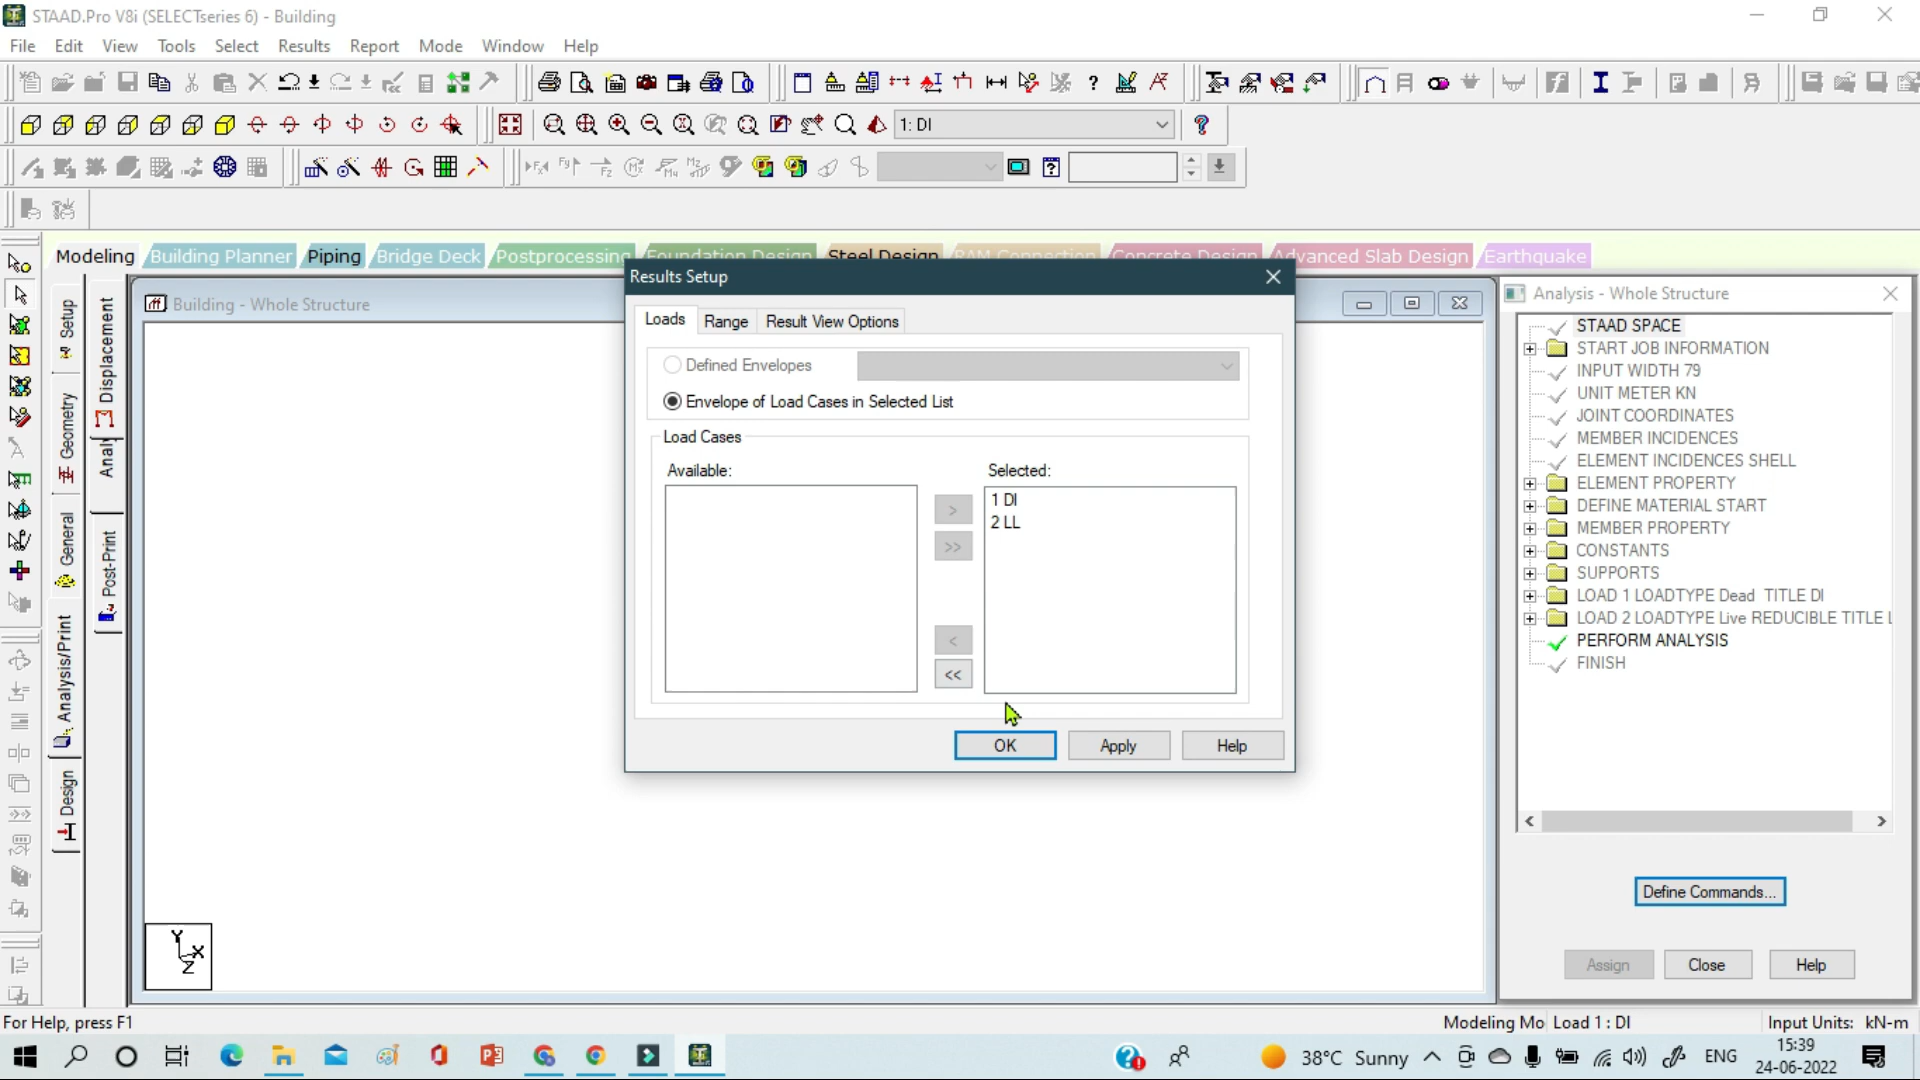 STAAD.Pro V8i (SELECTseries 6) - Building
File Edit View Tools Select Results Report Mode Window Help
1: DI
Modeling Building Planner Piping Bridge Deck Postprocessing Foundation Design Steel Design RAM Connection Concrete Design Advanced Slab Design Earthquake
Setup
Geometry
General
Analysis/Print
Design
Displacement
Analy
Post-Print
Building - Whole Structure
Y
X
Z
Results Setup
Loads Range Result View Options
Defined Envelopes
Envelope of Load Cases in Selected List
Load Cases
Available: Selected:
1 DI
2 LL
>
>>
<
<<
OK Apply Help
Analysis - Whole Structure
STAAD SPACE
START JOB INFORMATION
INPUT WIDTH 79
UNIT METER KN
JOINT COORDINATES
MEMBER INCIDENCES
ELEMENT INCIDENCES SHELL
ELEMENT PROPERTY
DEFINE MATERIAL START
MEMBER PROPERTY
CONSTANTS
SUPPORTS
LOAD 1 LOADTYPE Dead TITLE DI
LOAD 2 LOADTYPE Live REDUCIBLE TITLE L
PERFORM ANALYSIS
FINISH
Define Commands...
Assign Close Help
For Help, press F1
Modeling Mo Load 1 : DI Input Units: kN-m
38°C Sunny ENG 15:39
24-06-2022